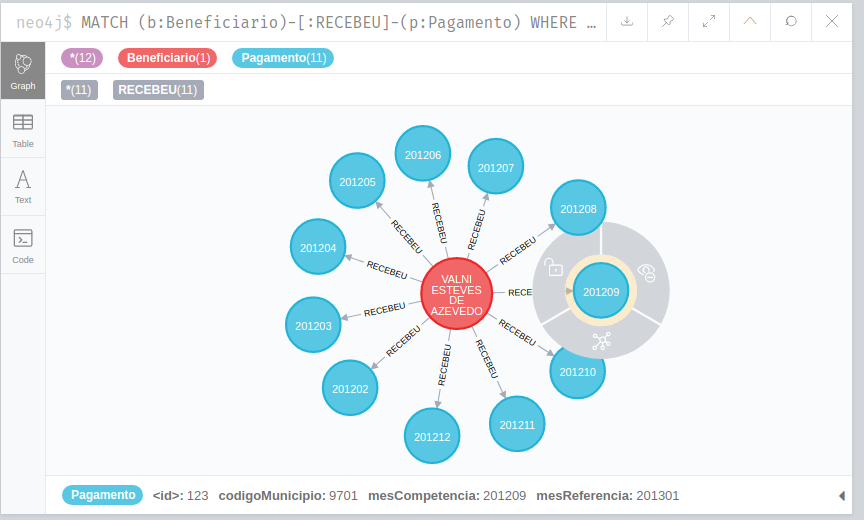 neo4j$ MATCH (b:Beneficiario)-[:RECEBEU]-(p:Pagamento) WHERE …
*(12) Beneficiario(1) Pagamento(11)
*(11) RECEBEU(11)
Graph
Table
Text
Code
201206
201205
201207
201208
201204
201209
201203
201202
201210
201211
201212
VALNI
ESTEVES
DE
AZEVEDO
RECEBEU
RECEBEU
RECEBEU
RECEBEU
RECEBEU
RECE
RECEBEU
RECEBEU
RECEBEU
RECEBEU
RECEBEU
Pagamento <id>: 123 codigoMunicipio: 9701 mesCompetencia: 201209 mesReferencia: 201301